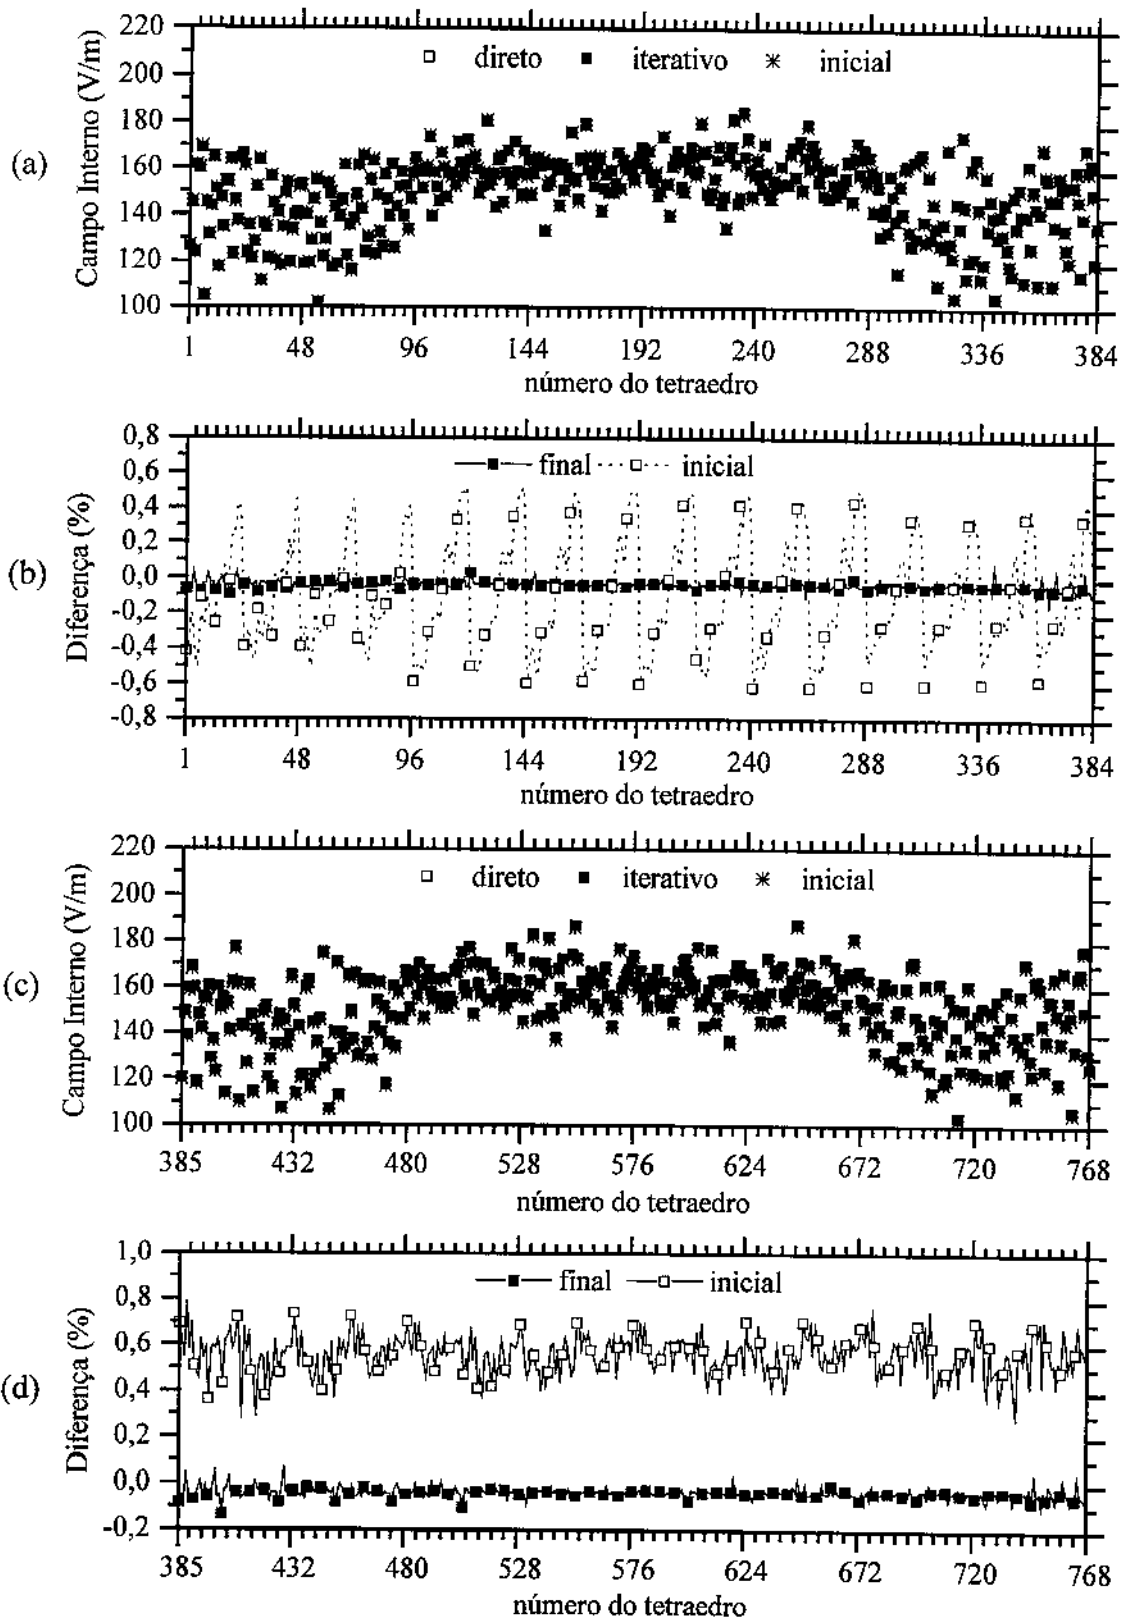 220
direto iterativo inicial
200
180
(a)
Campo Interno (V/m)
160
140
120
100
1 48 96 144 192 240 288 336 384
número do tetraedro
0,8
0,6
final inicial
0,4
0,2
(b)
Diferença (%)
0,0
-0,2
-0,4
-0,6
-0,8
1 48 96 144 192 240 288 336 384
número do tetraedro
220
direto iterativo inicial
200
180
(c)
Campo Interno (V/m)
160
140
120
100
385 432 480 528 576 624 672 720 768
número do tetraedro
1,0
final inicial
0,8
0,6
(d)
Diferença (%)
0,4
0,2
0,0
-0,2
385 432 480 528 576 624 672 720 768
número do tetraedro